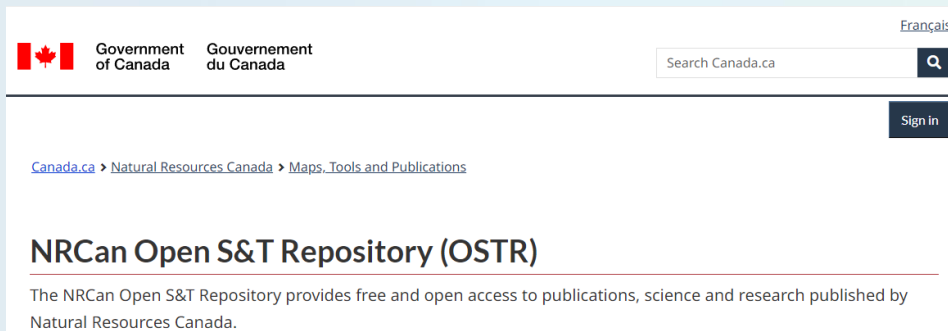 Français
Government of Canada
Gouvernement du Canada
Search Canada.ca
Sign in
Canada.ca > Natural Resources Canada > Maps, Tools and Publications
NRCan Open S&T Repository (OSTR)
The NRCan Open S&T Repository provides free and open access to publications, science and research published by
Natural Resources Canada.